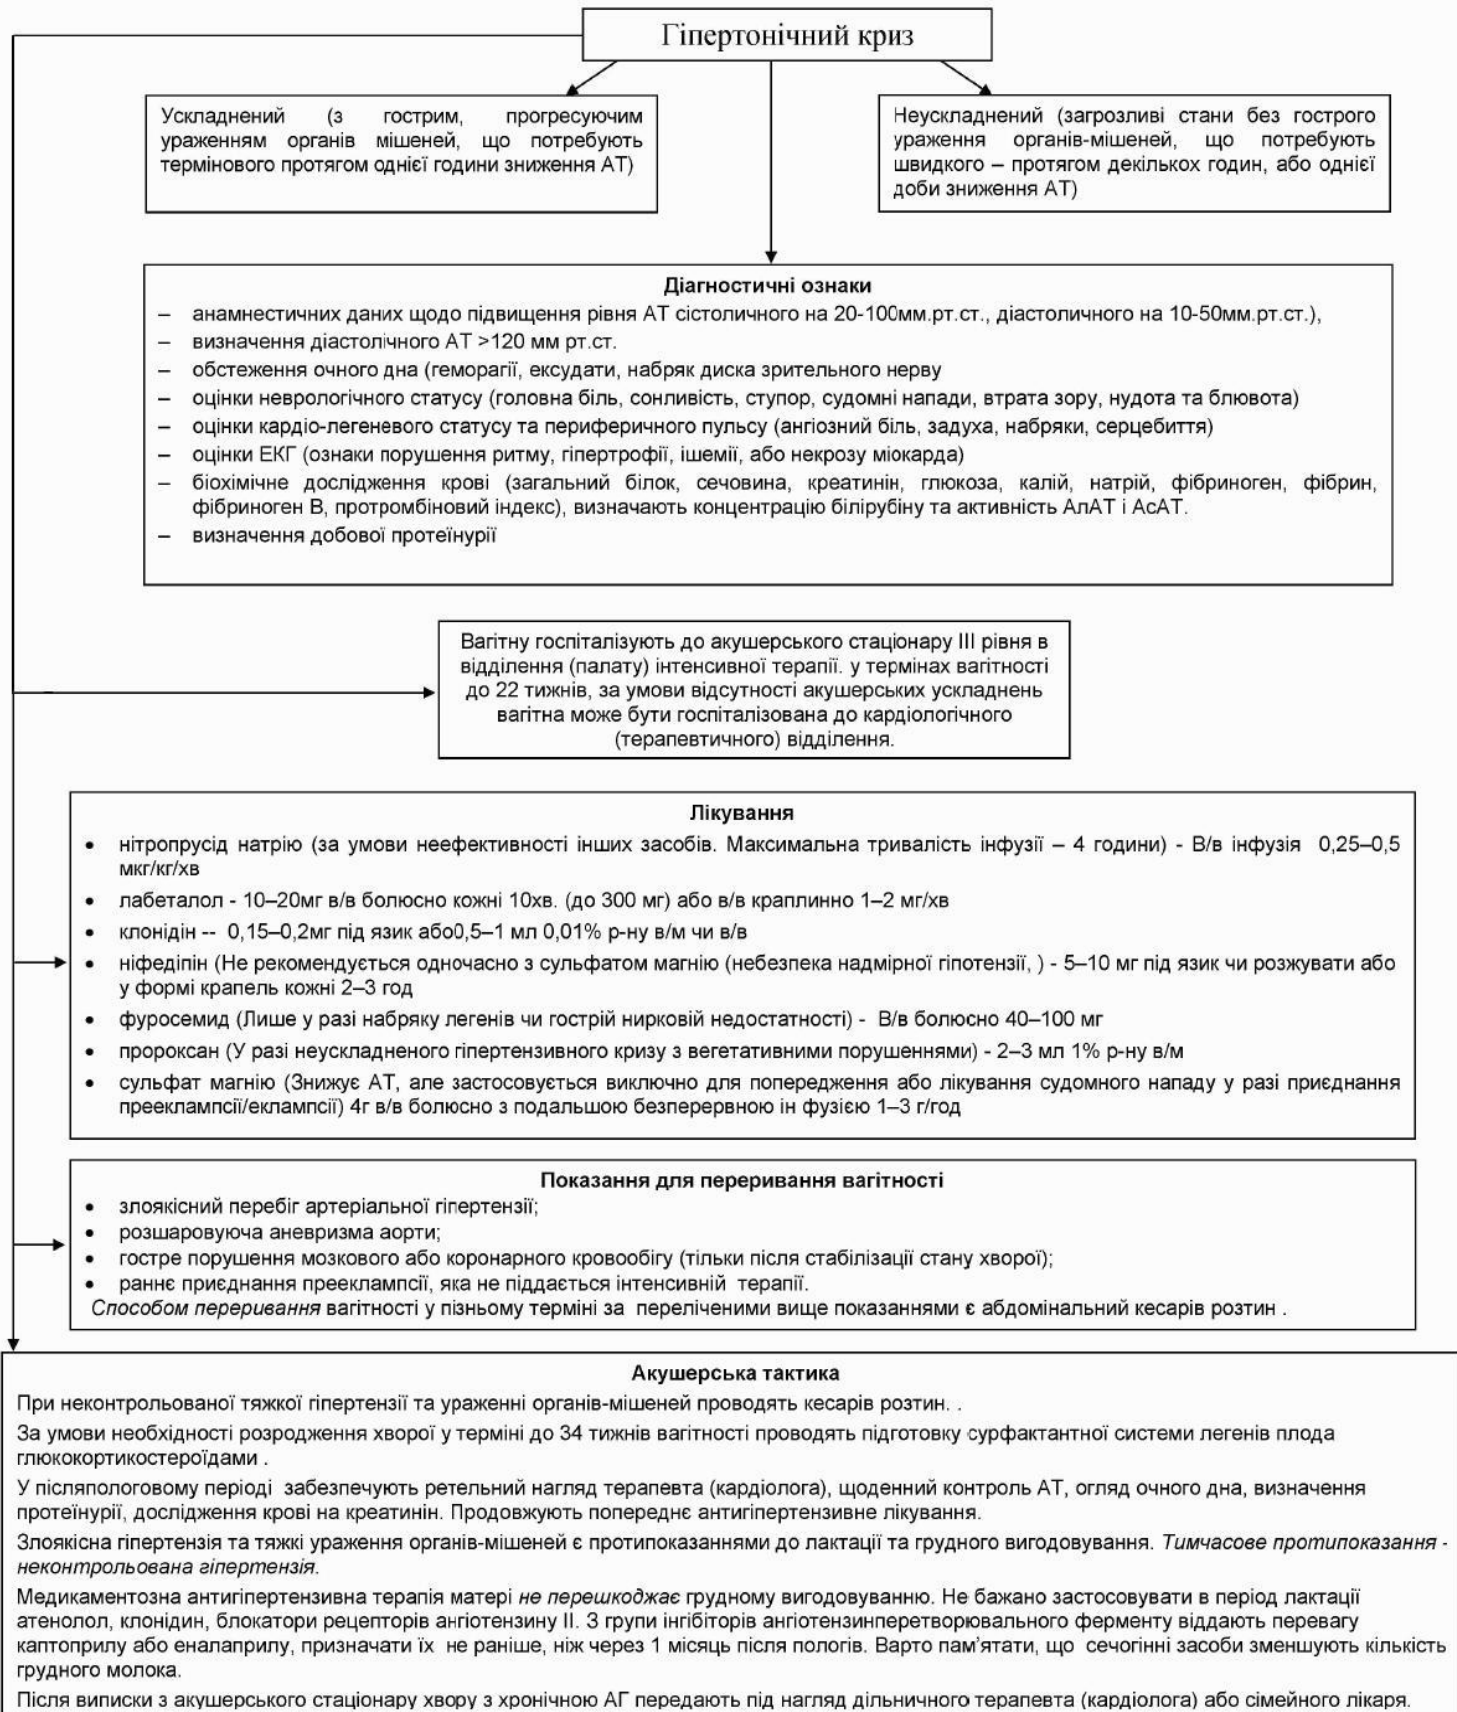 Гіпертонічний криз
Ускладнений (з гострим, прогресуючим
ураженням органів мішеней, що потребують
термінового протягом однієї години зниження АТ)
Неускладнений (загрозливі стани без гострого
ураження органів-мішеней, що потребують
швидкого – протягом декількох годин, або однієї
доби зниження АТ)
Діагностичні ознаки
– анамнестичних даних щодо підвищення рівня АТ сістоличного на 20-100мм.рт.ст., діастоличного на 10-50мм.рт.ст.),
– визначення діастолічного АТ >120 мм рт.ст.
– обстеження очного дна (геморагії, ексудати, набряк диска зрительного нерву
– оцінки неврологічного статусу (головна біль, сонливість, ступор, судомні напади, втрата зору, нудота та блювота)
– оцінки кардіо-легеневого статусу та периферичного пульсу (ангіозний біль, задуха, набряки, серцебиття)
– оцінки ЕКГ (ознаки порушення ритму, гіпертрофії, ішемії, або некрозу міокарда)
– біохімічне дослідження крові (загальний білок, сечовина, креатинін, глюкоза, калій, натрій, фібриноген, фібрин,
фібриноген В, протромбіновий індекс), визначають концентрацію білірубіну та активність АлАТ і АсАТ.
– визначення добової протеїнурії
Вагітну госпіталізують до акушерського стаціонару III рівня в
відділення (палату) інтенсивної терапії. у термінах вагітності
до 22 тижнів, за умови відсутності акушерських ускладнень
вагітна може бути госпіталізована до кардіологічного
(терапевтичного) відділення.
Лікування
• нітропрусід натрію (за умови неефективності інших засобів. Максимальна тривалість інфузії – 4 години) - В/в інфузія 0,25–0,5
мкг/кг/хв
• лабеталол - 10–20мг в/в болюсно кожні 10хв. (до 300 мг) або в/в краплинно 1–2 мг/хв
• клонідін -- 0,15–0,2мг під язик або0,5–1 мл 0,01% р-ну в/м чи в/в
• ніфедіпін (Не рекомендується одночасно з сульфатом магнію (небезпека надмірної гіпотензії, ) - 5–10 мг під язик чи розжувати або
у формі крапель кожні 2–3 год
• фуросемид (Лише у разі набряку легенів чи гострій нирковій недостатності) - В/в болюсно 40–100 мг
• пророксан (У разі неускладненого гіпертензивного кризу з вегетативними порушеннями) - 2–3 мл 1% р-ну в/м
• сульфат магнію (Знижує АТ, але застосовується виключно для попередження або лікування судомного нападу у разі приєднання
прееклампсії/еклампсії) 4г в/в болюсно з подальшою безперервною ін фузією 1–3 г/год
Показання для переривання вагітності
• злоякісний перебіг артеріальної гіпертензії;
• розшаровуюча аневризма аорти;
• гостре порушення мозкового або коронарного кровообігу (тільки після стабілізації стану хворої);
• раннє приєднання прееклампсії, яка не піддається інтенсивній терапії.
Способом переривання вагітності у пізньому терміні за переліченими вище показаннями є абдомінальний кесарів розтин .
Акушерська тактика
При неконтрольованої тяжкої гіпертензії та ураженні органів-мішеней проводять кесарів розтин. .
За умови необхідності розродження хворої у терміні до 34 тижнів вагітності проводять підготовку сурфактантної системи легенів плода
глюкокортикостероїдами .
У післяпологовому періоді забезпечують ретельний нагляд терапевта (кардіолога), щоденний контроль АТ, огляд очного дна, визначення
протеїнурії, дослідження крові на креатинін. Продовжують попереднє антигіпертензивне лікування.
Злоякісна гіпертензія та тяжкі ураження органів-мішеней є протипоказаннями до лактації та грудного вигодовування. Тимчасове протипоказання -
неконтрольована гіпертензія.
Медикаментозна антигіпертензивна терапія матері не перешкоджає грудному вигодовуванню. Не бажано застосовувати в період лактації
атенолол, клонідин, блокатори рецепторів ангіотензину II. З групи інгібіторів ангіотензинперетворювального ферменту віддають перевагу
каптоприлу або еналаприлу, призначати їх не раніше, ніж через 1 місяць після пологів. Варто пам'ятати, що сечогінні засоби зменшують кількість
грудного молока.
Після виписки з акушерського стаціонару хвору з хронічною АГ передають під нагляд дільничного терапевта (кардіолога) або сімейного лікаря.